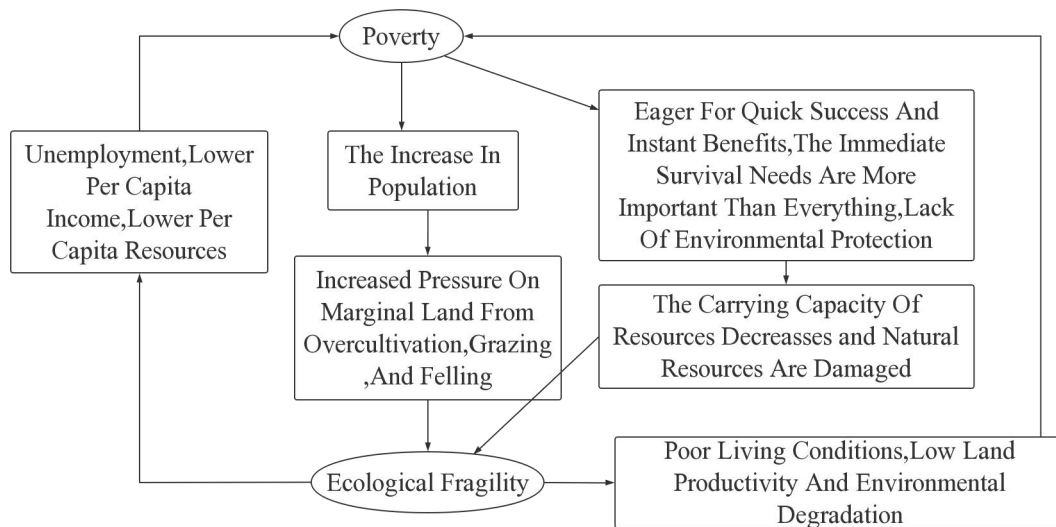 Poverty
Unemployment,Lower
Per Capita
Income,Lower Per
Capita Resources
The Increase In
Population
Eager For Quick Success And
Instant Benefits,The Immediate
Survival Needs Are More
Important Than Everything,Lack
Of Environmental Protection
Increased Pressure On
Marginal Land From
Overcultivation,Grazing
,And Felling
The Carrying Capacity Of
Resources Decreasses and Natural
Resources Are Damaged
Ecological Fragility
Poor Living Conditions,Low Land
Productivity And Environmental
Degradation